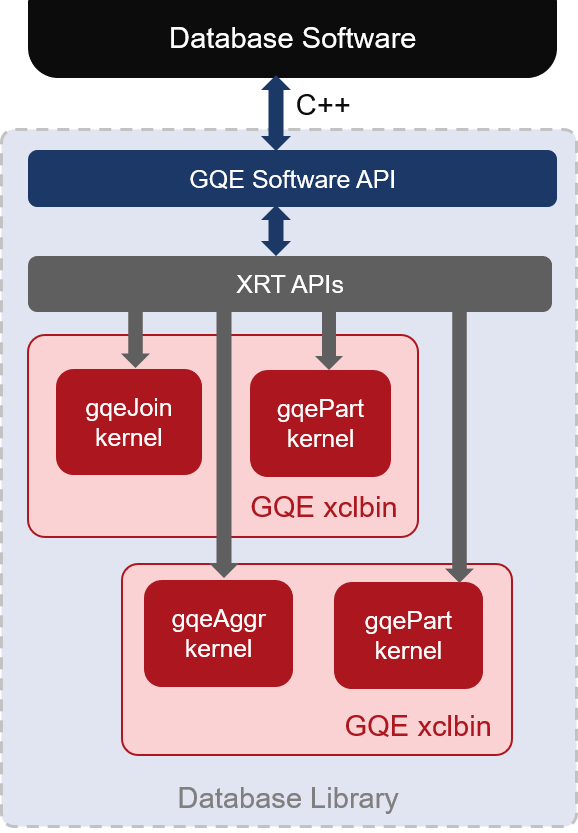 Database Software
C++
GQE Software API
XRT APIs
gqeJoin
kernel
gqePart
kernel
GQE xclbin
gqeAggr
kernel
gqePart
kernel
GQE xclbin
Database Library